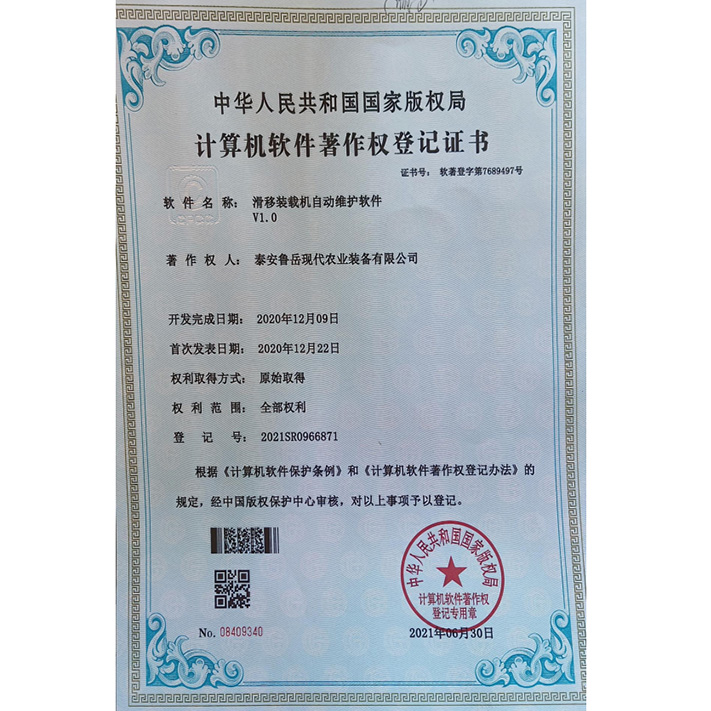 中华人民共和国国家版权局
计算机软件著作权登记证书
证书号： 软著登字第7689497号
软件名称： 滑移装载机自动维护软件
V1.0
著作权人： 泰安鲁岳现代农业装备有限公司
开发完成日期： 2020年12月09日
首次发表日期： 2020年12月22日
权利取得方式： 原始取得
权利范围： 全部权利
登记号： 2021SR0966871
根据《计算机软件保护条例》和《计算机软件著作权登记办法》的
规定，经中国版权保护中心审核，对以上事项予以登记。
中华人民共和国国家版权局
计算机软件著作权
登记专用章
No. 08409340
2021年06月30日